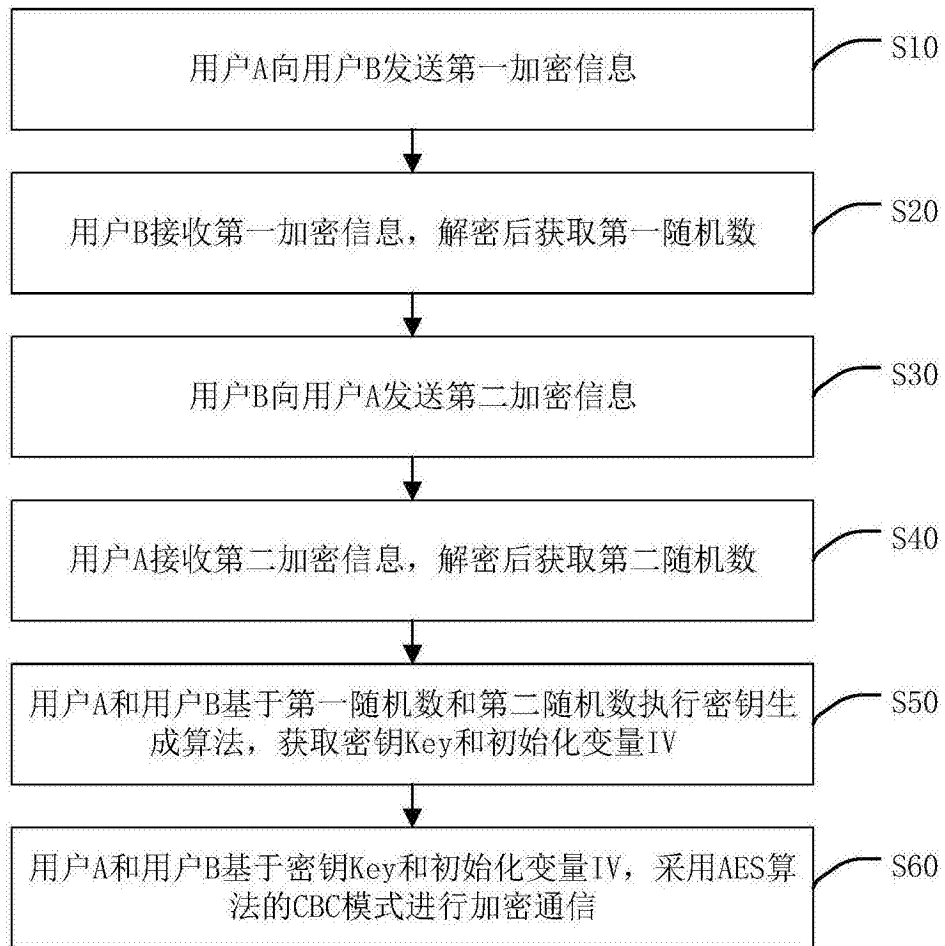 用户A向用户B发送第一加密信息
S10
用户B接收第一加密信息，解密后获取第一随机数
S20
用户B向用户A发送第二加密信息
S30
用户A接收第二加密信息，解密后获取第二随机数
S40
用户A和用户B基于第一随机数和第二随机数执行密钥生
成算法，获取密钥Key和初始化变量IV
S50
用户A和用户B基于密钥Key和初始化变量IV，采用AES算
法的CBC模式进行加密通信
S60